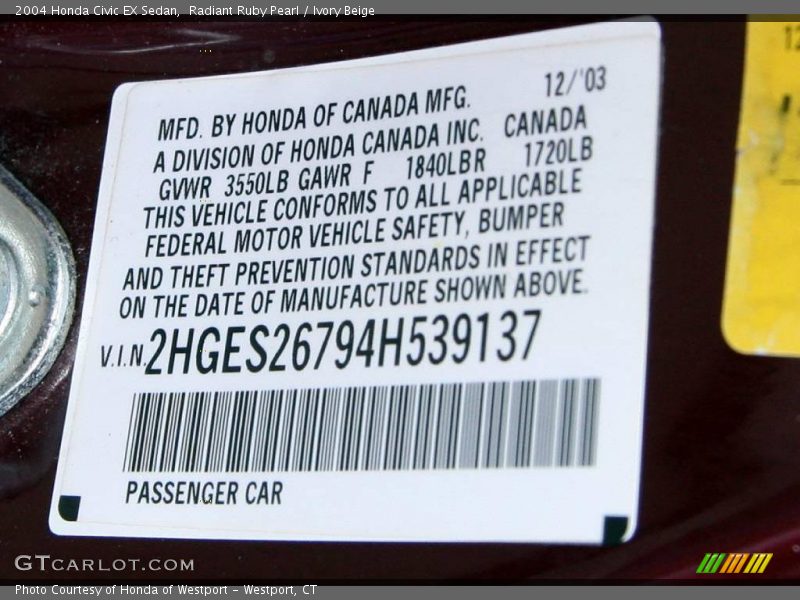 2004 Honda Civic EX Sedan,  Radiant Ruby Pearl / Ivory Beige
12/'03
MFD. BY HONDA OF CANADA MFG.
A DIVISION OF HONDA CANADA INC. CANADA
GVWR 3550LB GAWR F 1840LBR 1720LB
THIS VEHICLE CONFORMS TO ALL APPLICABLE
FEDERAL MOTOR VEHICLE SAFETY, BUMPER
AND THEFT PREVENTION STANDARDS IN EFFECT
ON THE DATE OF MANUFACTURE SHOWN ABOVE.
V.I.N. 2HGES26794H539137
PASSENGER CAR
GTCARLOT.COM
Photo Courtesy of Honda of Westport - Westport, CT